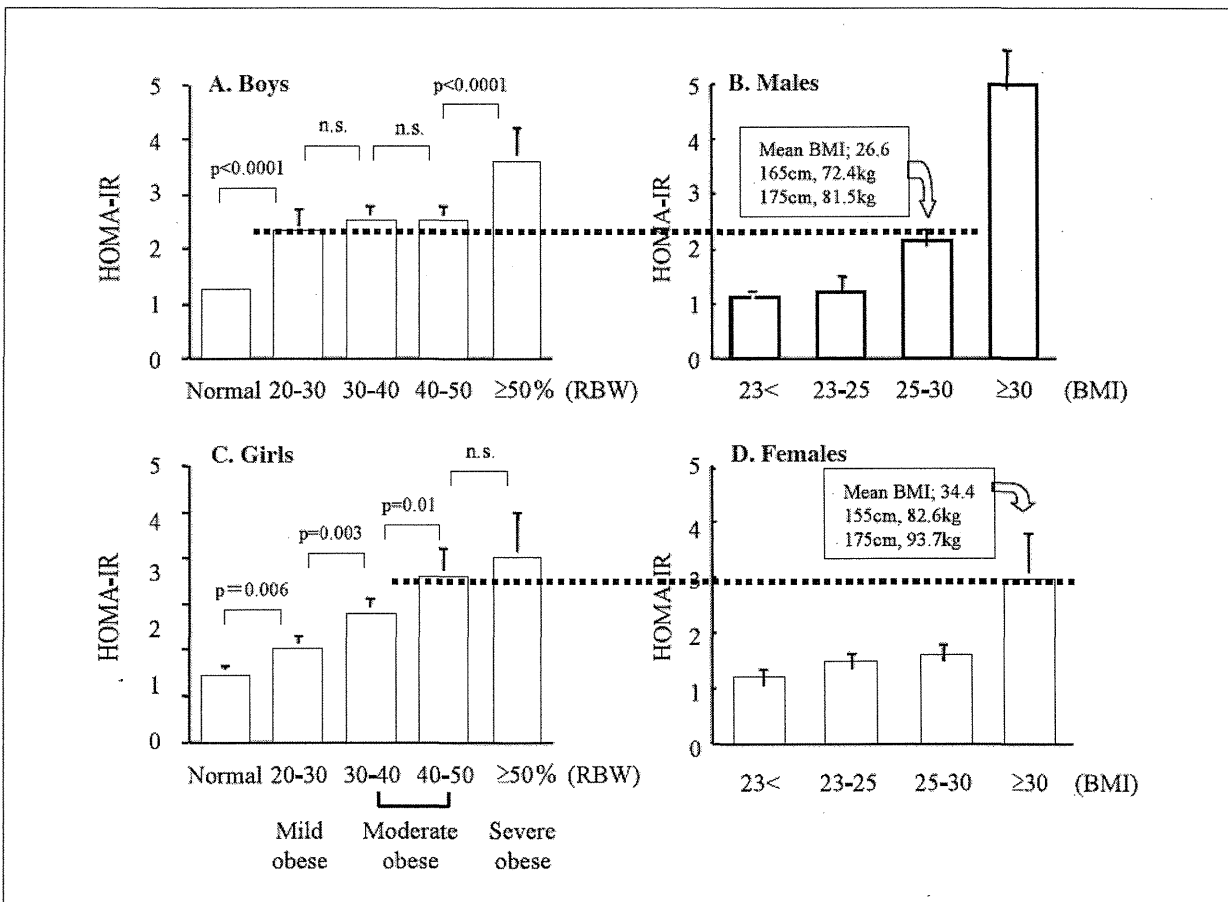 A. Boys
p<0.0001
n.s.
n.s.
p<0.0001
HOMA-IR
5
4
3
2
1
0
Normal 20-30 30-40 40-50 ≥50% (RBW)
B. Males
Mean BMI; 26.6
165cm, 72.4kg
175cm, 81.5kg
HOMA-IR
5
4
3
2
1
0
23< 23-25 25-30 ≥30 (BMI)
C. Girls
p=0.006
p=0.003
p=0.01
n.s.
HOMA-IR
5
4
3
2
1
0
Normal 20-30 30-40 40-50 ≥50% (RBW)
Mild Moderate Severe
obese obese obese
D. Females
Mean BMI; 34.4
155cm, 82.6kg
175cm, 93.7kg
HOMA-IR
5
4
3
2
1
0
23< 23-25 25-30 ≥30 (BMI)